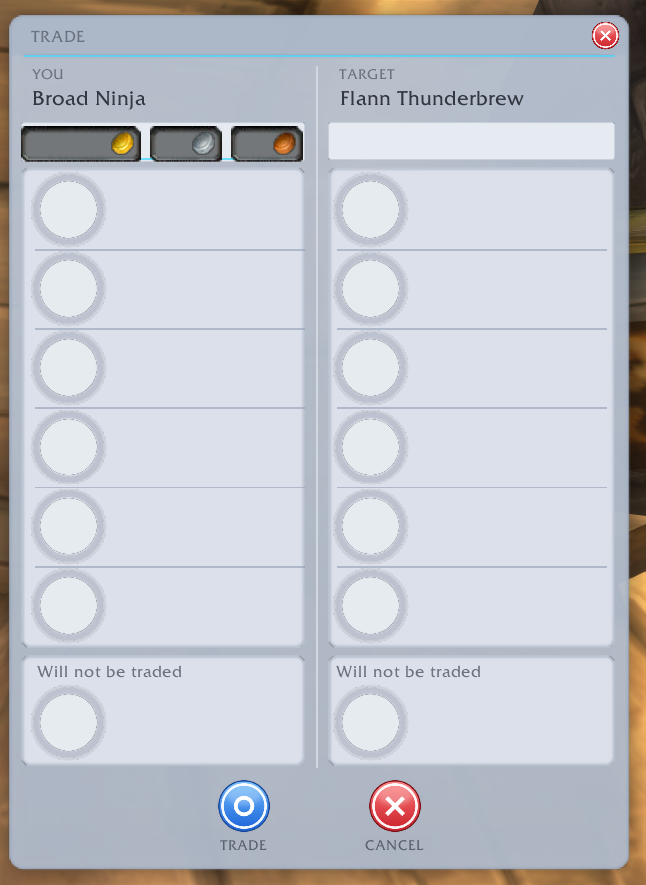 TRADE
YOU
Broad Ninja
TARGET
Flann Thunderbrew
Will not be traded
Will not be traded
TRADE
CANCEL